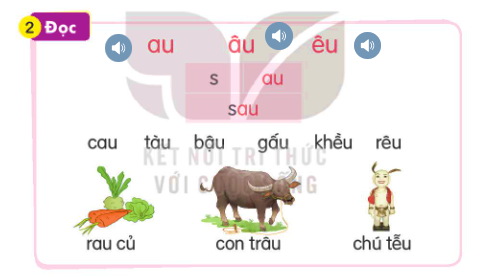 2 Đọc
au âu êu
s au
sau
cau tàu bậu gấu khều rêu
KẾT NỐI TRI THỨC
VỚI CUỘC SỐNG
rau củ con trâu chú tễu